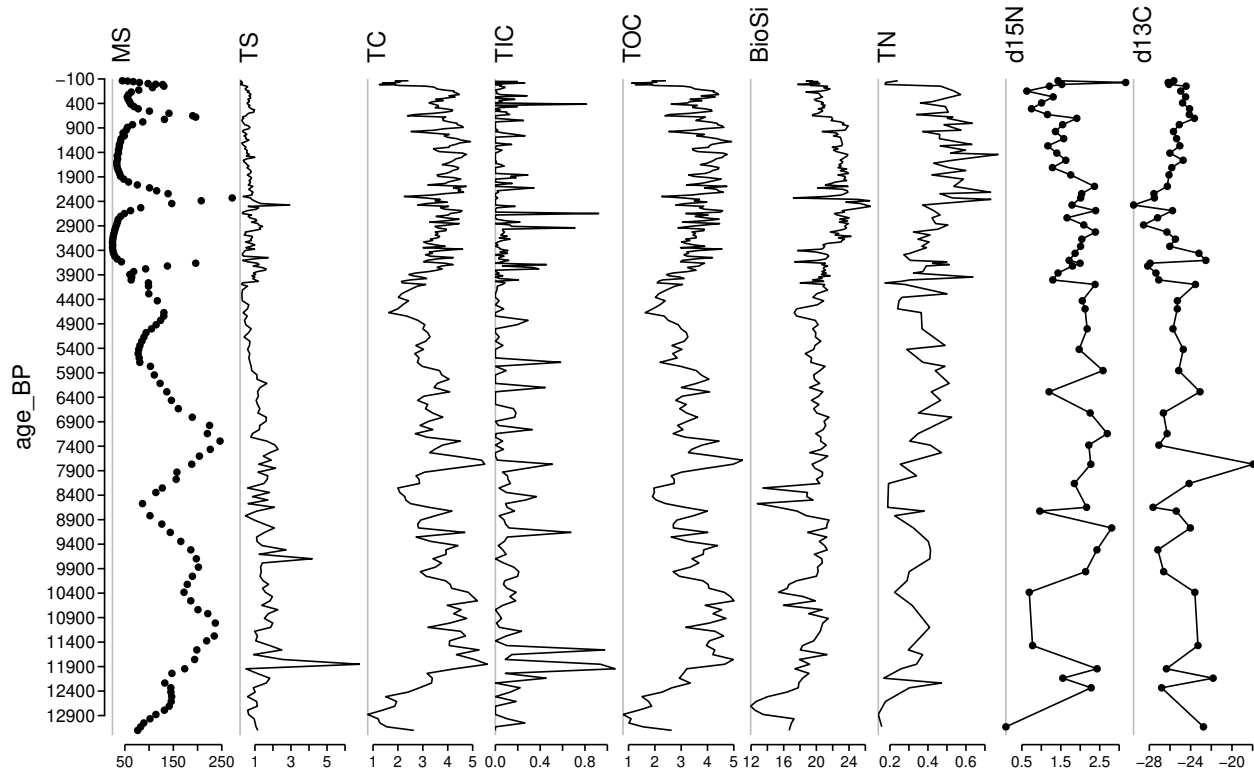 MS
TS
TC
TIC
TOC
BioSi
TN
d15N
d13C
age_BP
−100
400
900
1400
1900
2400
2900
3400
3900
4400
4900
5400
5900
6400
6900
7400
7900
8400
8900
9400
9900
10400
10900
11400
11900
12400
12900
50 150 250
1 3 5
1 2 3 4 5
0.0 0.4 0.8
1 2 3 4 5
12 16 20 24
0.2 0.4 0.6
0.5 1.5 2.5
−28 −24 −20